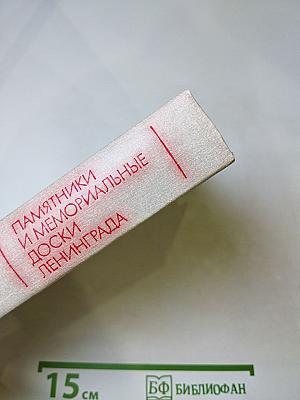 ПАМЯТНИКИ
И МЕМОРИАЛЬНЫЕ
ДОСКИ
ЛЕНИНГРАДА
15 см
БФ БИБЛИОФАН